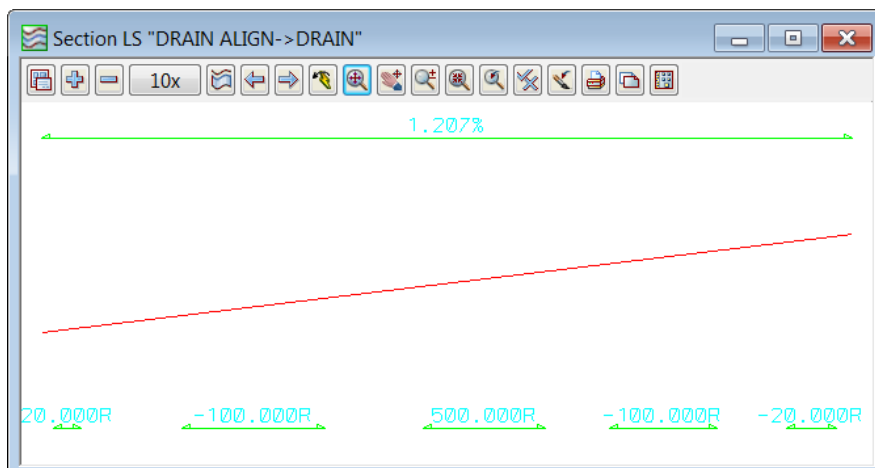 Section LS "DRAIN ALIGN->DRAIN"
10x
1.207%
20.000R -100.000R 500.000R -100.000R -20.000R